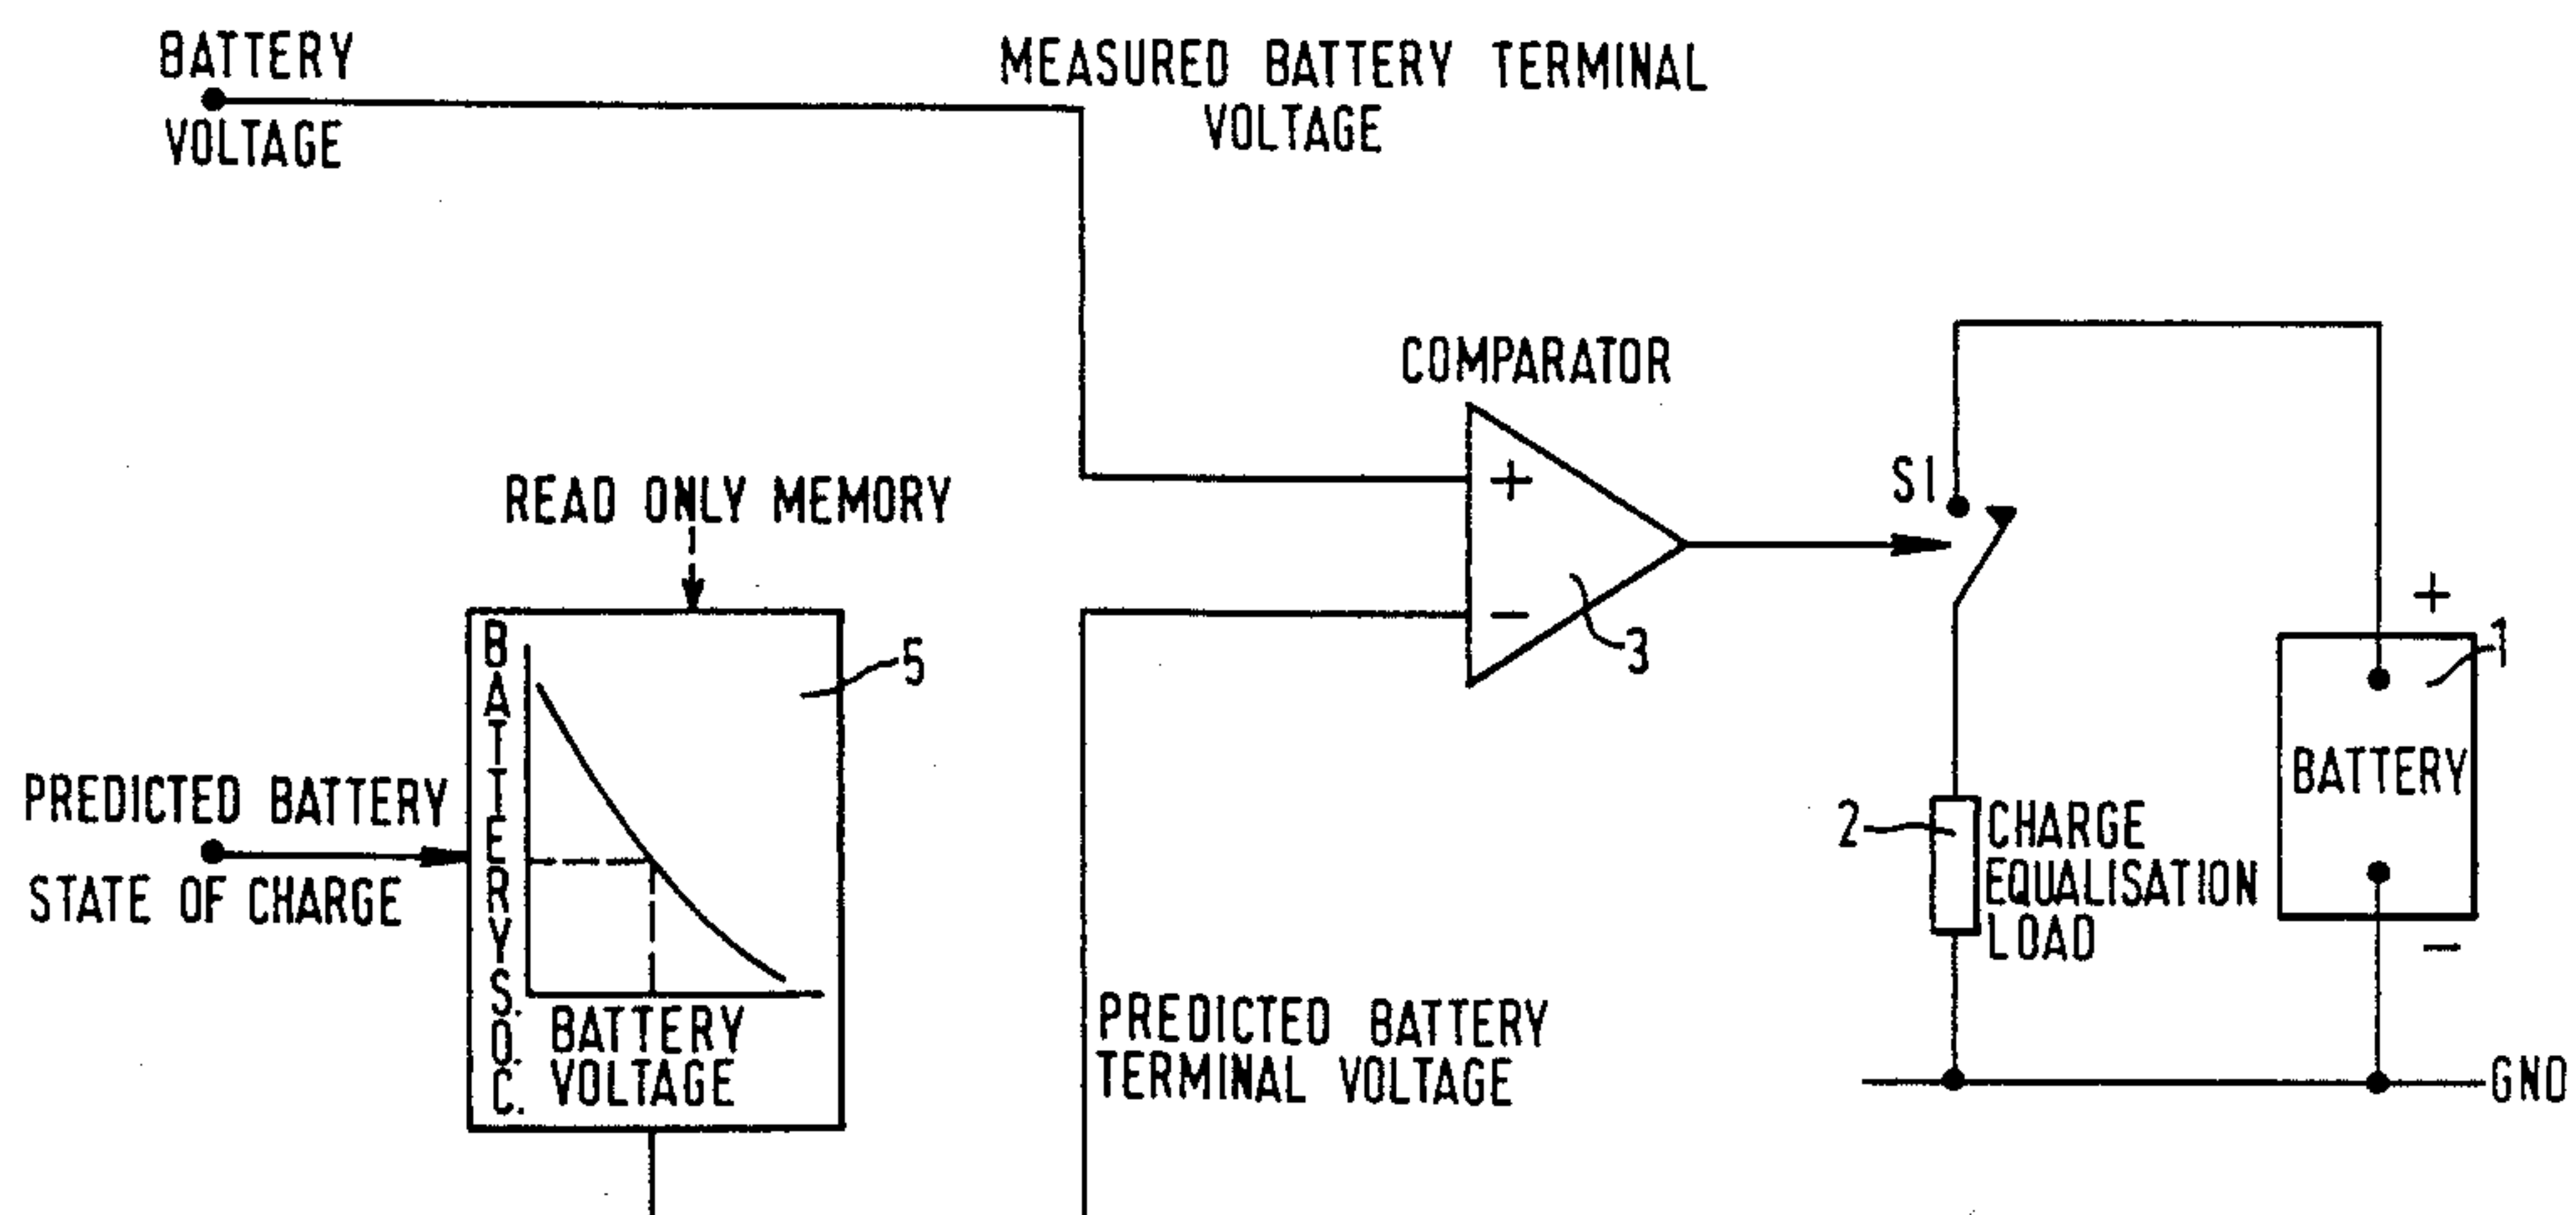 BATTERY
VOLTAGE
MEASURED BATTERY TERMINAL
VOLTAGE
COMPARATOR
+
−
3
S1
READ ONLY MEMORY
5
BATTERY S.O.C.
BATTERY
VOLTAGE
PREDICTED BATTERY
STATE OF CHARGE
PREDICTED BATTERY
TERMINAL VOLTAGE
2
CHARGE
EQUALISATION
LOAD
+
1
BATTERY
−
GND